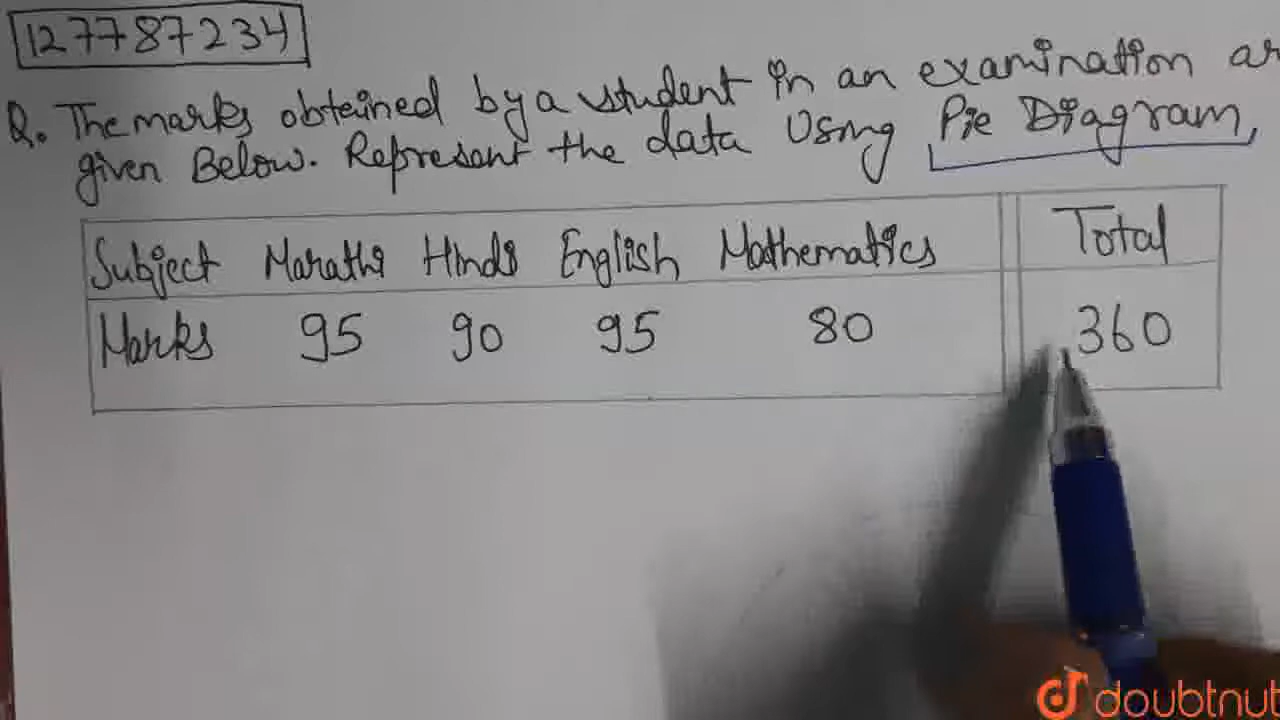 127787234
Q. The marks obtained by a student in an examination ar
given Below. Represent the data Using Pie Diagram,
Subject Marathi Hindi English Mathematics Total
Marks 95 90 95 80 360
doubtnut